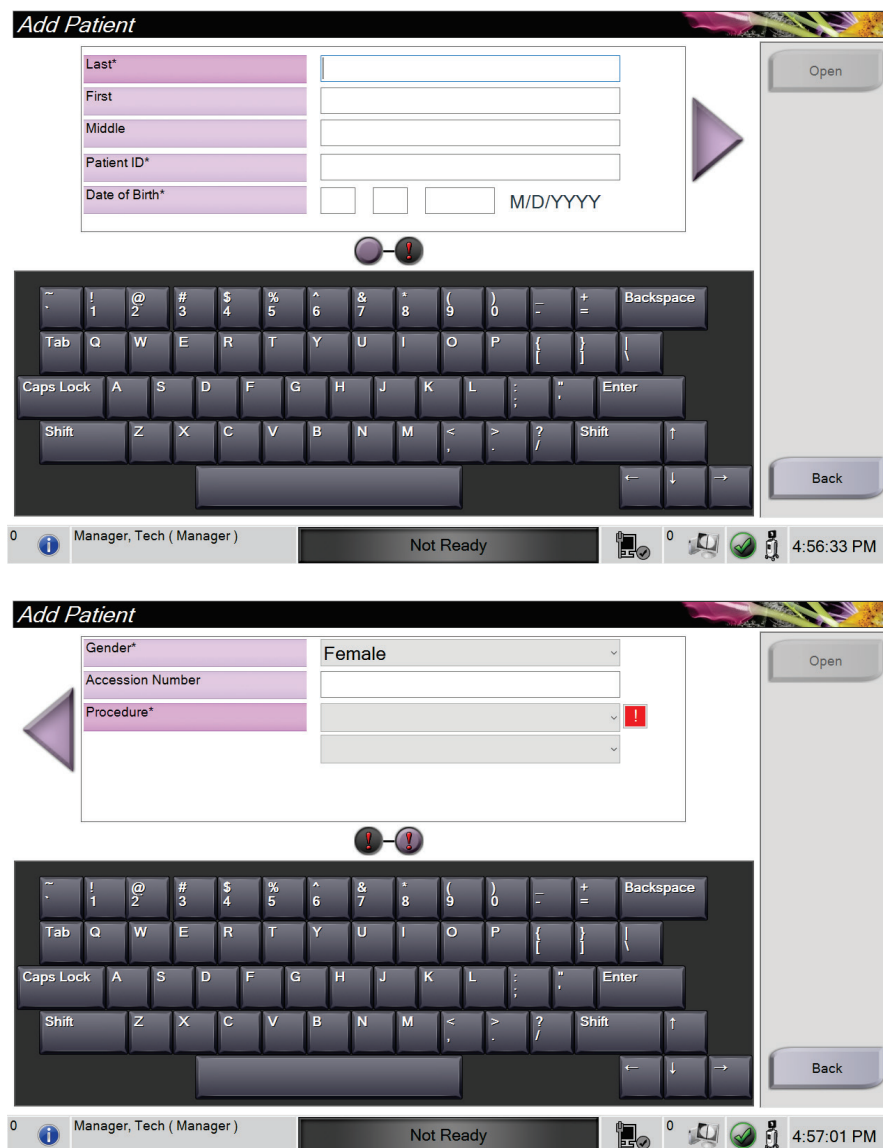 Add Patient
Last*
Open
First
Middle
Patient ID*
Date of Birth* M/D/YYYY
!
~ ! @ # $ % ^ & * ( ) _ + Backspace
` 1 2 3 4 5 6 7 8 9 0 - =
Tab Q W E R T Y U I O P { } |
[ ] \
Caps Lock A S D F G H J K L : " Enter
; '
Shift Z X C V B N M < > ? Shift ↑
, . /
← ↓ →
Back
0 i Manager, Tech ( Manager ) Not Ready 0 4:56:33 PM
Add Patient
Gender* Female
Open
Accession Number
Procedure* !
! !
~ ! @ # $ % ^ & * ( ) _ + Backspace
` 1 2 3 4 5 6 7 8 9 0 - =
Tab Q W E R T Y U I O P { } |
[ ] \
Caps Lock A S D F G H J K L : " Enter
; '
Shift Z X C V B N M < > ? Shift ↑
, . /
← ↓ →
Back
0 i Manager, Tech ( Manager ) Not Ready 0 4:57:01 PM